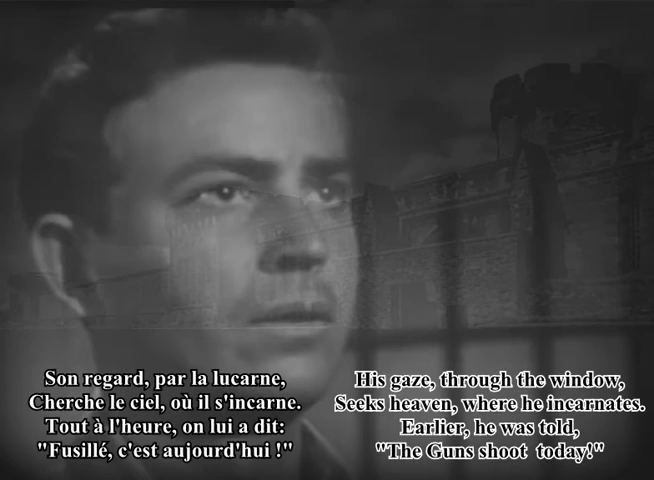 Son regard, par la lucarne,
Cherche le ciel, où il s'incarne.
Tout à l'heure, on lui a dit:
"Fusillé, c'est aujourd'hui !"
His gaze, through the window,
Seeks heaven, where he incarnates.
Earlier, he was told,
"The Guns shoot today!"